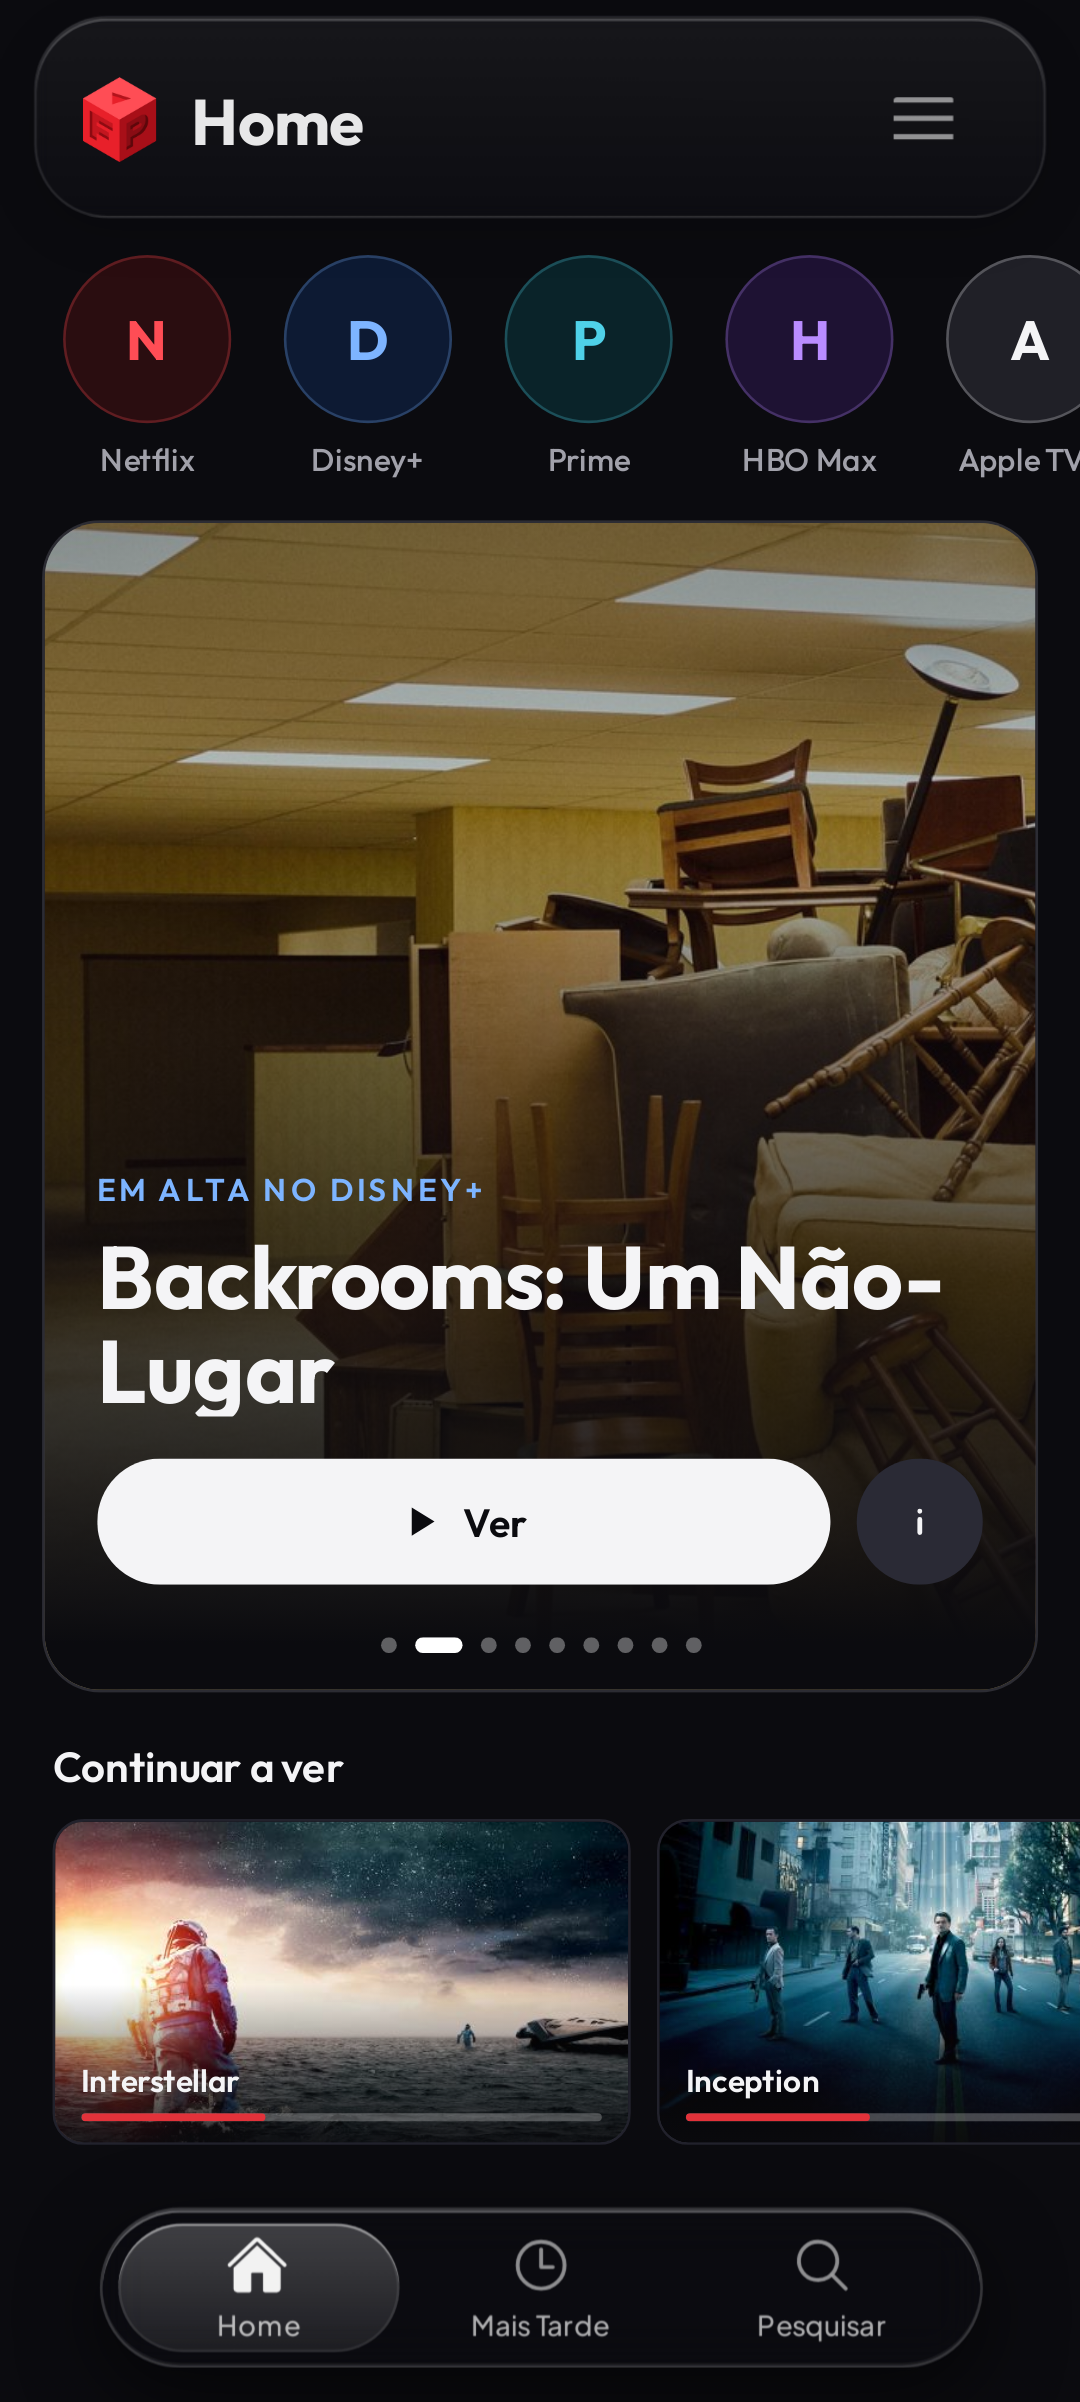 FP
Home
N
D
P
H
A
Netflix
Disney+
Prime
HBO Max
Apple TV
EM ALTA NO DISNEY+
Backrooms: Um Não-
Lugar
Ver
i
Continuar a ver
Interstellar
Inception
Home
Mais Tarde
Pesquisar